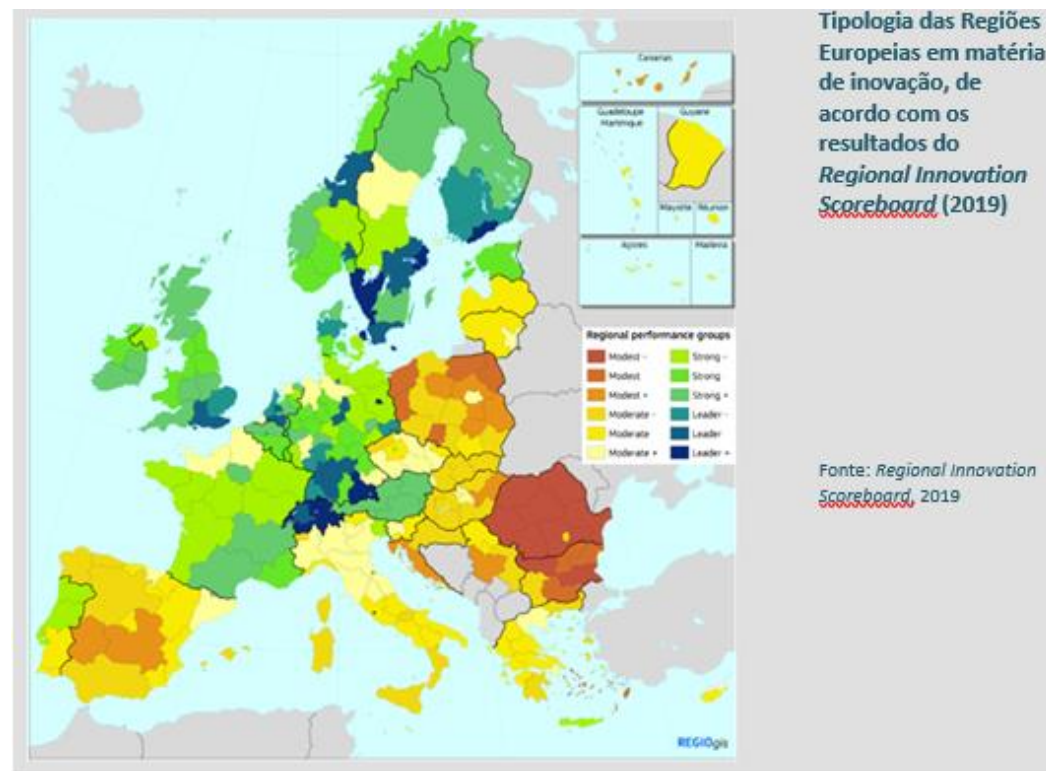 Tipologia das Regiões
Europeias em matéria
de inovação, de
acordo com os
resultados do
Regional Innovation
Scoreboard (2019)
Canarias
Guadeloupe
Martinique
Guyane
Mayotte
Réunion
Açores
Madeira
Regional performance groups
Modest -
Modest
Modest +
Moderate -
Moderate
Moderate +
Strong -
Strong
Strong +
Leader -
Leader
Leader +
Fonte: Regional Innovation
Scoreboard, 2019
REGIOgis